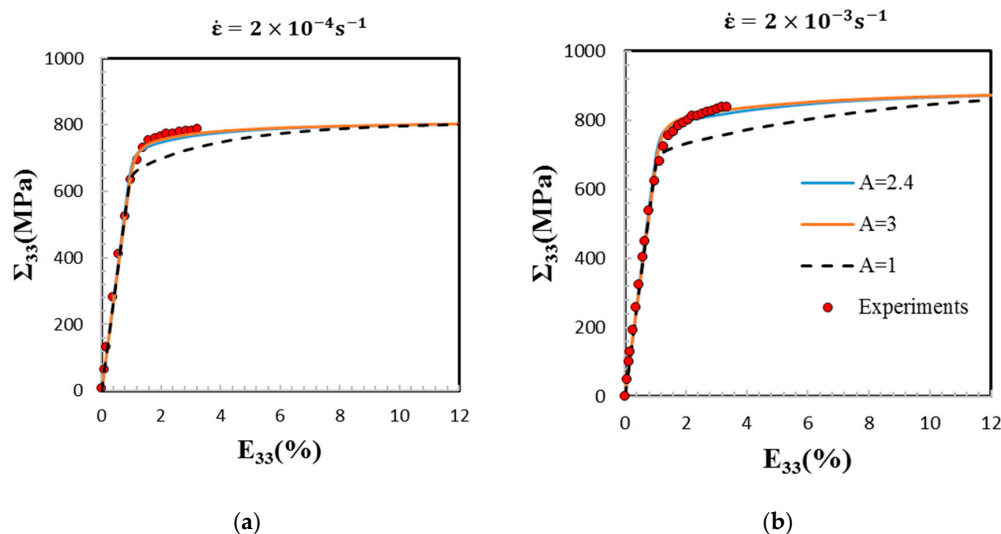 ε̇ = 2 × 10⁻⁴s⁻¹
1000
800
600
400
200
0
Σ₃₃(MPa)
0 2 4 6 8 10 12
E₃₃(%)
(a)
ε̇ = 2 × 10⁻³s⁻¹
1000
800
600
400
200
0
Σ₃₃(MPa)
A=2.4
A=3
A=1
Experiments
0 2 4 6 8 10 12
E₃₃(%)
(b)